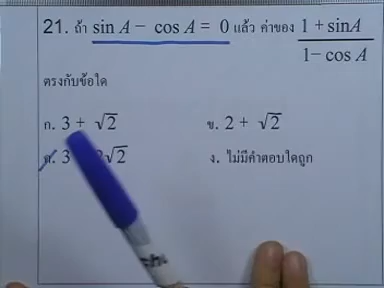 21. ถ้า sin A − cos A = 0 แล้ว ค่าของ 1 + sinA
1− cos A
ตรงกับข้อใด
ก. 3 + √2 ข. 2 + √2
ค. 3 2√2 ง. ไม่มีคำตอบใดถูก